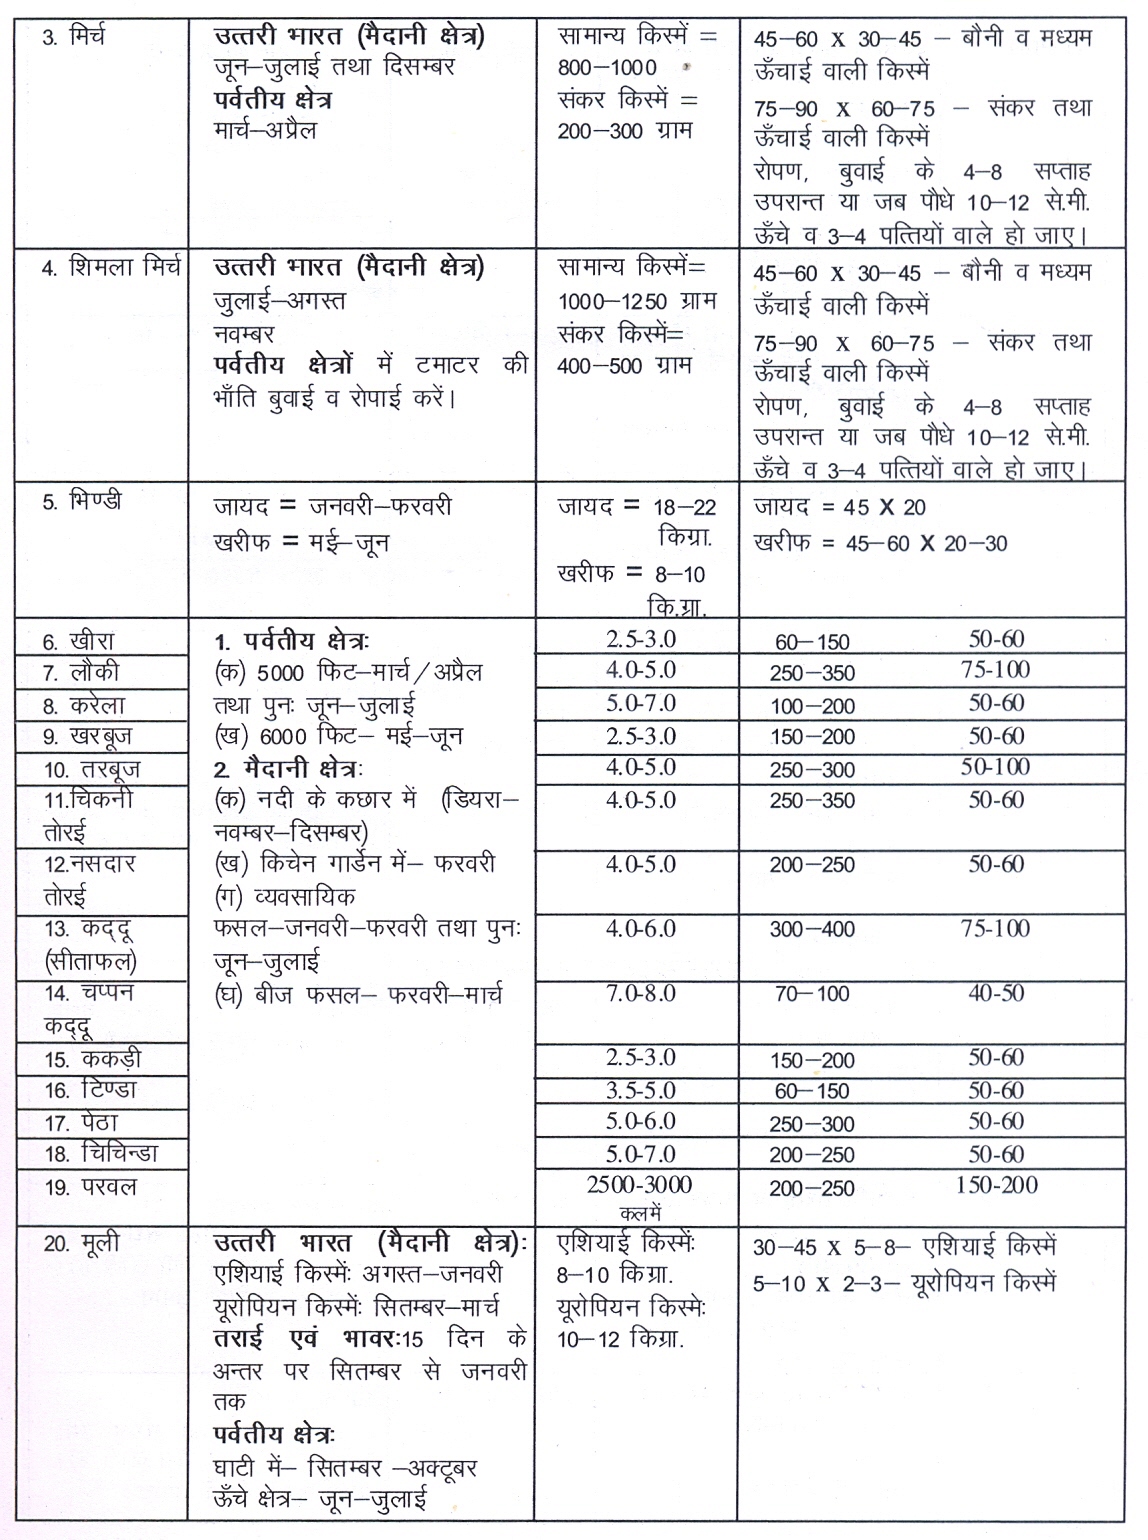 3. मिर्च
उत्तरी भारत (मैदानी क्षेत्र)
जून–जुलाई तथा दिसम्बर
पर्वतीय क्षेत्र
मार्च–अप्रैल
सामान्य किस्में =
800–1000
संकर किस्में =
200–300 ग्राम
45–60 X 30–45 – बौनी व मध्यम
ऊँचाई वाली किस्में
75–90 X 60–75 – संकर तथा
ऊँचाई वाली किस्में
रोपण, बुवाई के 4–8 सप्ताह
उपरान्त या जब पौधे 10–12 से.मी.
ऊँचे व 3–4 पत्तियों वाले हो जाए।
4. शिमला मिर्च
उत्तरी भारत (मैदानी क्षेत्र)
जुलाई–अगस्त
नवम्बर
पर्वतीय क्षेत्रों में टमाटर की
भाँति बुवाई व रोपाई करें।
सामान्य किस्में=
1000–1250 ग्राम
संकर किस्में=
400–500 ग्राम
45–60 X 30–45 – बौनी व मध्यम
ऊँचाई वाली किस्में
75–90 X 60–75 – संकर तथा
ऊँचाई वाली किस्में
रोपण, बुवाई के 4–8 सप्ताह
उपरान्त या जब पौधे 10–12 से.मी.
ऊँचे व 3–4 पत्तियों वाले हो जाए।
5. भिण्डी
जायद = जनवरी–फरवरी
खरीफ = मई–जून
जायद = 18–22
किग्रा.
खरीफ = 8–10
कि.ग्रा.
जायद = 45 X 20
खरीफ = 45–60 X 20–30
6. खीरा
7. लौकी
8. करेला
9. खरबूज
10. तरबूज
11.चिकनी
तोरई
12.नसदार
तोरई
13. कद्दू
(सीताफल)
14. चप्पन
कद्दू
15. ककड़ी
16. टिण्डा
17. पेठा
18. चिचिन्डा
19. परवल
1. पर्वतीय क्षेत्रः
(क) 5000 फिट–मार्च/अप्रैल
तथा पुनः जून–जुलाई
(ख) 6000 फिट– मई–जून
2. मैदानी क्षेत्रः
(क) नदी के कछार में (डियरा–
नवम्बर–दिसम्बर)
(ख) किचेन गार्डेन में– फरवरी
(ग) व्यवसायिक
फसल–जनवरी–फरवरी तथा पुनः
जून–जुलाई
(घ) बीज फसल– फरवरी–मार्च
2.5-3.0 60–150 50-60
4.0-5.0 250–350 75-100
5.0-7.0 100–200 50-60
2.5-3.0 150–200 50-60
4.0-5.0 250–300 50-100
4.0-5.0 250–350 50-60
4.0-5.0 200–250 50-60
4.0-6.0 300–400 75-100
7.0-8.0 70–100 40-50
2.5-3.0 150–200 50-60
3.5-5.0 60–150 50-60
5.0-6.0 250–300 50-60
5.0-7.0 200–250 50-60
2500-3000 200–250 150-200
कलमें
20. मूली
उत्तरी भारत (मैदानी क्षेत्र):
एशियाई किस्मेंः अगस्त–जनवरी
यूरोपियन किस्मेंः सितम्बर–मार्च
तराई एवं भावरः15 दिन के
अन्तर पर सितम्बर से जनवरी
तक
पर्वतीय क्षेत्रः
घाटी में– सितम्बर –अक्टूबर
ऊँचे क्षेत्र– जून–जुलाई
एशियाई किस्मेंः
8–10 किग्रा.
यूरोपियन किस्मेः
10–12 किग्रा.
30–45 X 5–8– एशियाई किस्में
5–10 X 2–3– यूरोपियन किस्में